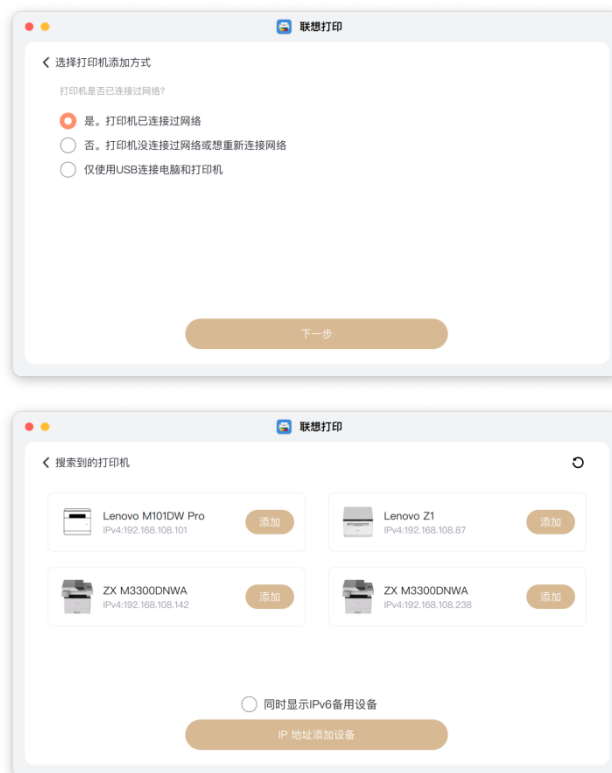 联想打印
选择打印机添加方式
打印机是否已连接过网络?
是。打印机已连接过网络
否。打印机没连接过网络或想重新连接网络
仅使用USB连接电脑和打印机
下一步
联想打印
搜索到的打印机
Lenovo M101DW Pro
IPv4:192.168.108.101
添加
Lenovo Z1
IPv4:192.168.108.87
添加
ZX M3300DNWA
IPv4:192.168.108.142
添加
ZX M3300DNWA
IPv4:192.168.108.238
添加
同时显示IPv6备用设备
IP 地址添加设备